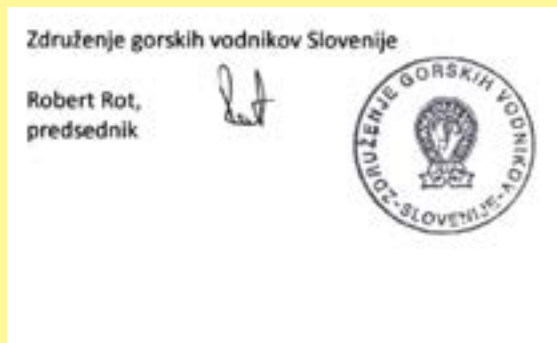 Združenje gorskih vodnikov Slovenije
Robert Rot,
predsednik
ZDRUŽENJE GORSKIH VODNIKOV
-SLOVENIJE-